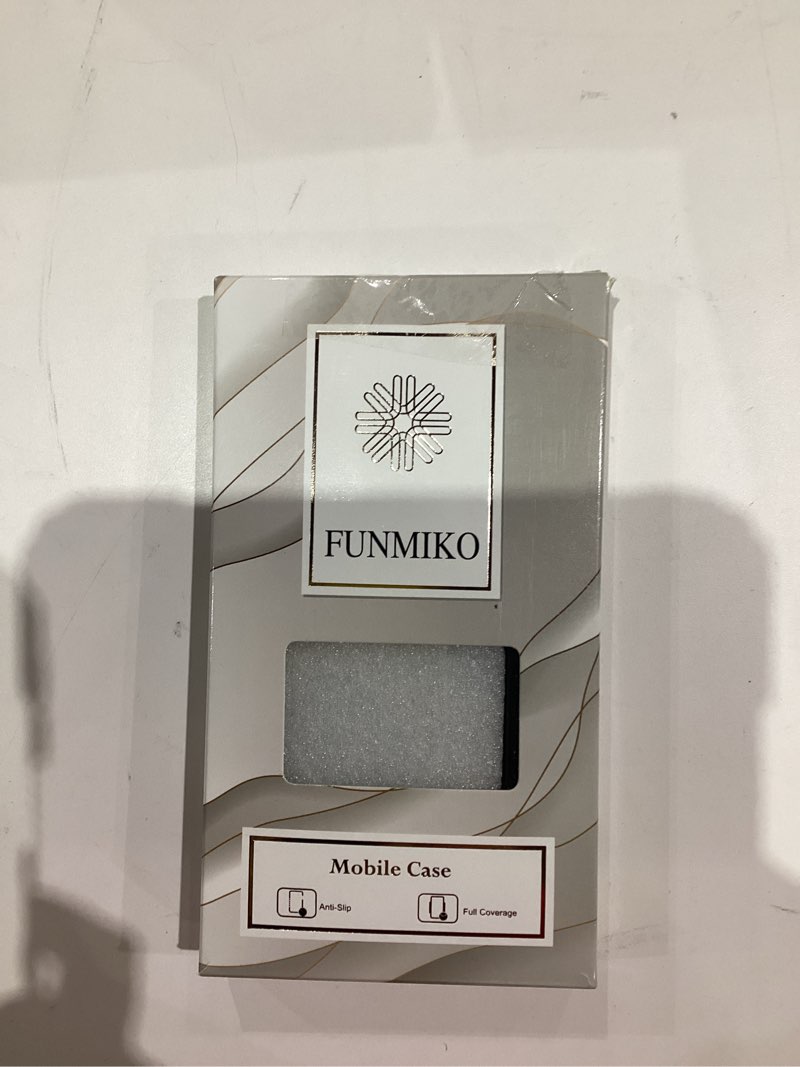 FUNMIKO
Mobile Case
Anti-Slip
Full Coverage